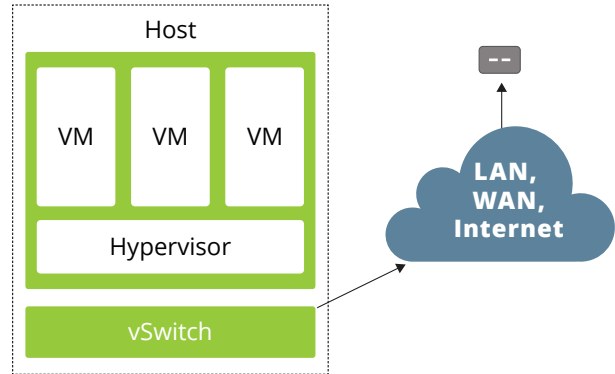 Host
VM
VM
VM
Hypervisor
vSwitch
--
LAN,
WAN,
Internet